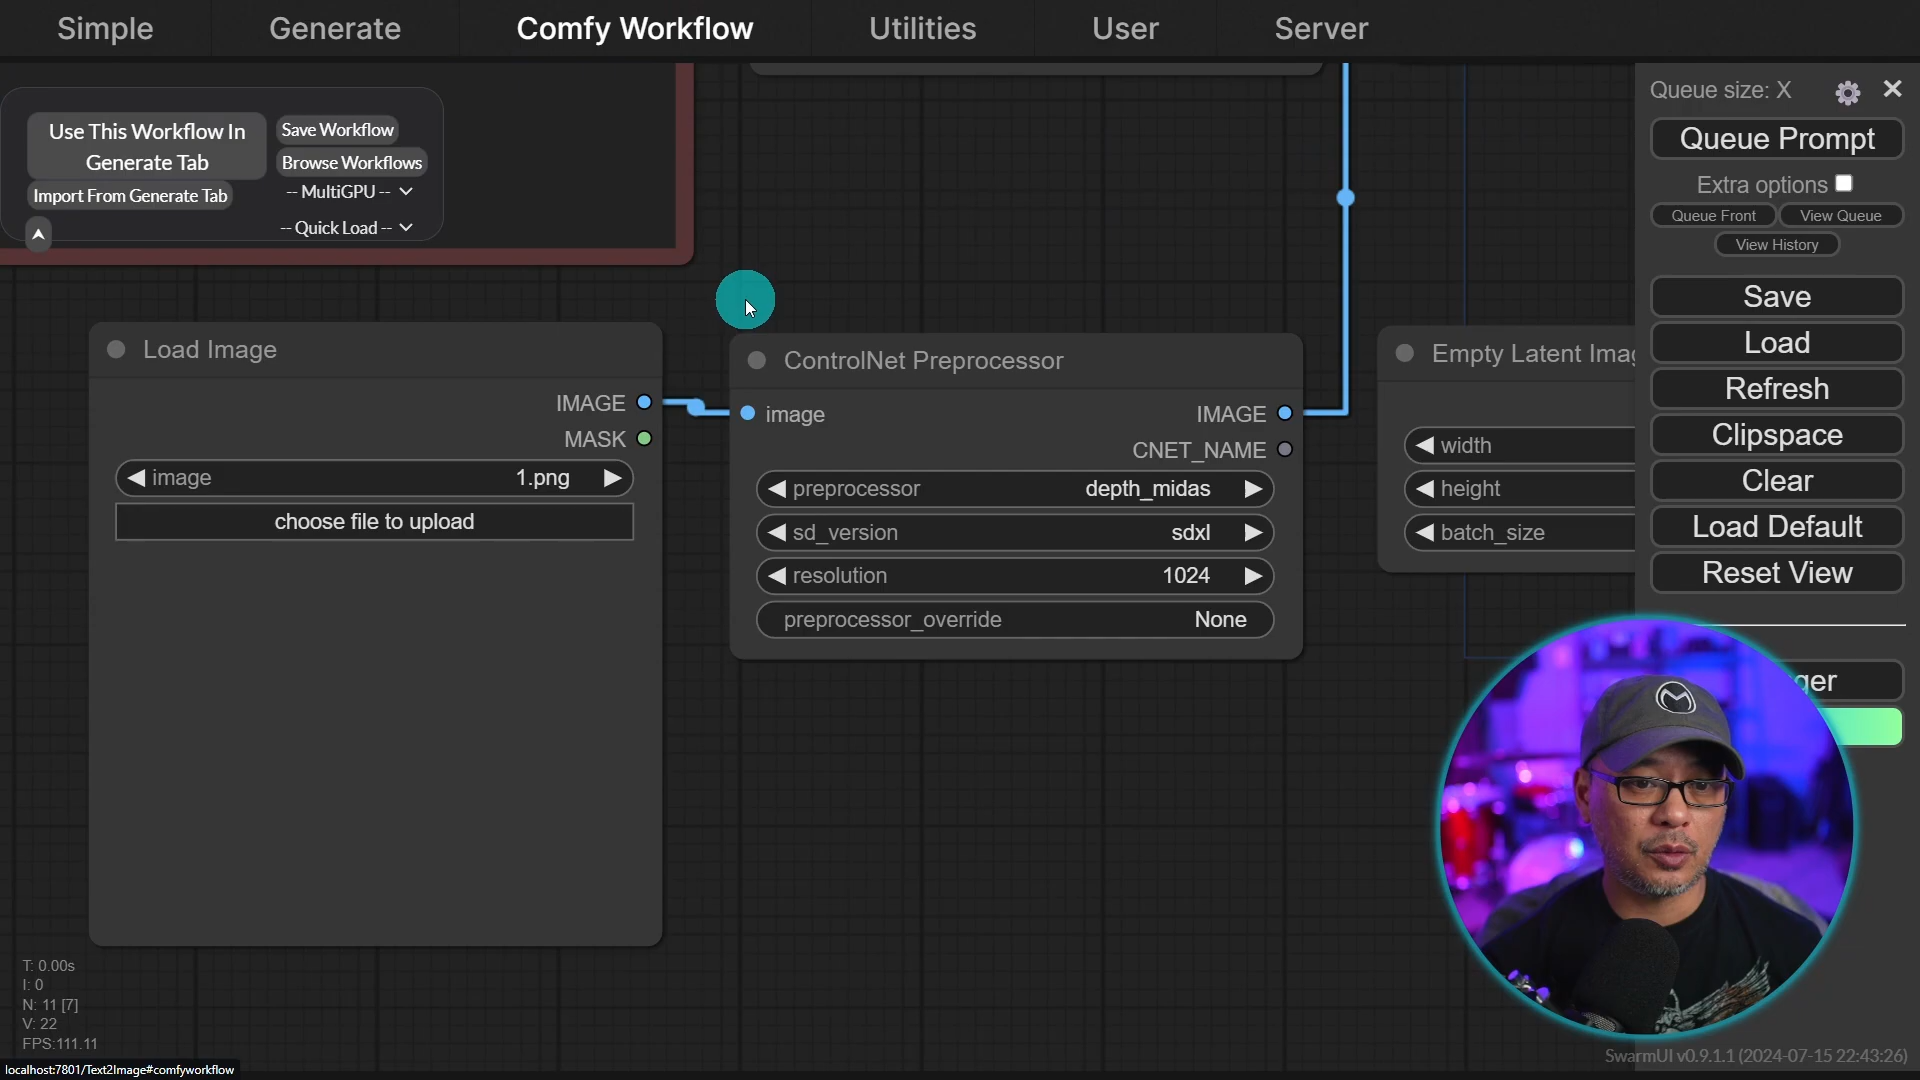 Simple
Generate
Comfy Workflow
Utilities
User
Server
Use This Workflow In
Generate Tab
Save Workflow
Browse Workflows
Import From Generate Tab
-- MultiGPU --
-- Quick Load --
Queue size: X
Queue Prompt
Extra options
Queue Front
View Queue
View History
Save
Load
Refresh
Clipspace
Clear
Load Default
Reset View
Load Image
IMAGE
MASK
image
1.png
choose file to upload
ControlNet Preprocessor
image
IMAGE
CNET_NAME
preprocessor
depth_midas
sd_version
sdxl
resolution
1024
preprocessor_override
None
Empty Latent Imag
width
height
batch_size
ger
T: 0.00s
I: 0
N: 11 [7]
V: 22
FPS:111.11
localhost:7801/Text2Image#comfyworkflow
SwarmUI v0.9.1.1 (2024-07-15 22:43:26)